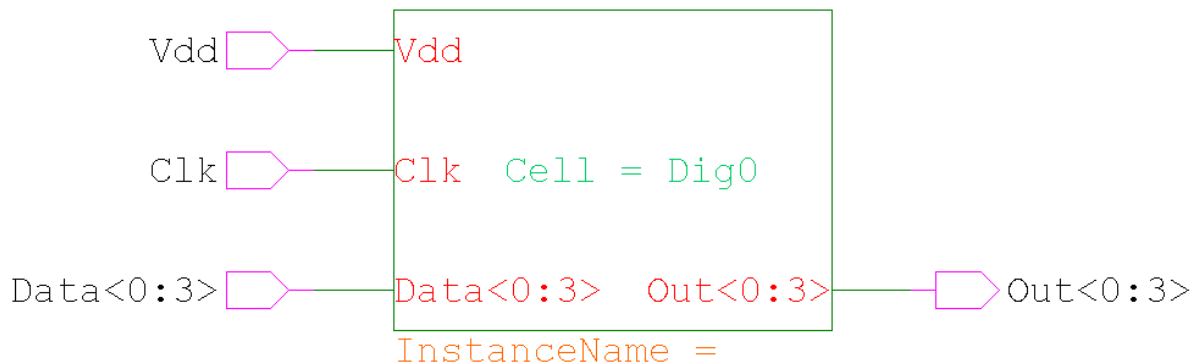 Vdd Vdd
Clk Clk Cell = Dig0
Data<0:3> Data<0:3> Out<0:3> Out<0:3>
InstanceName =